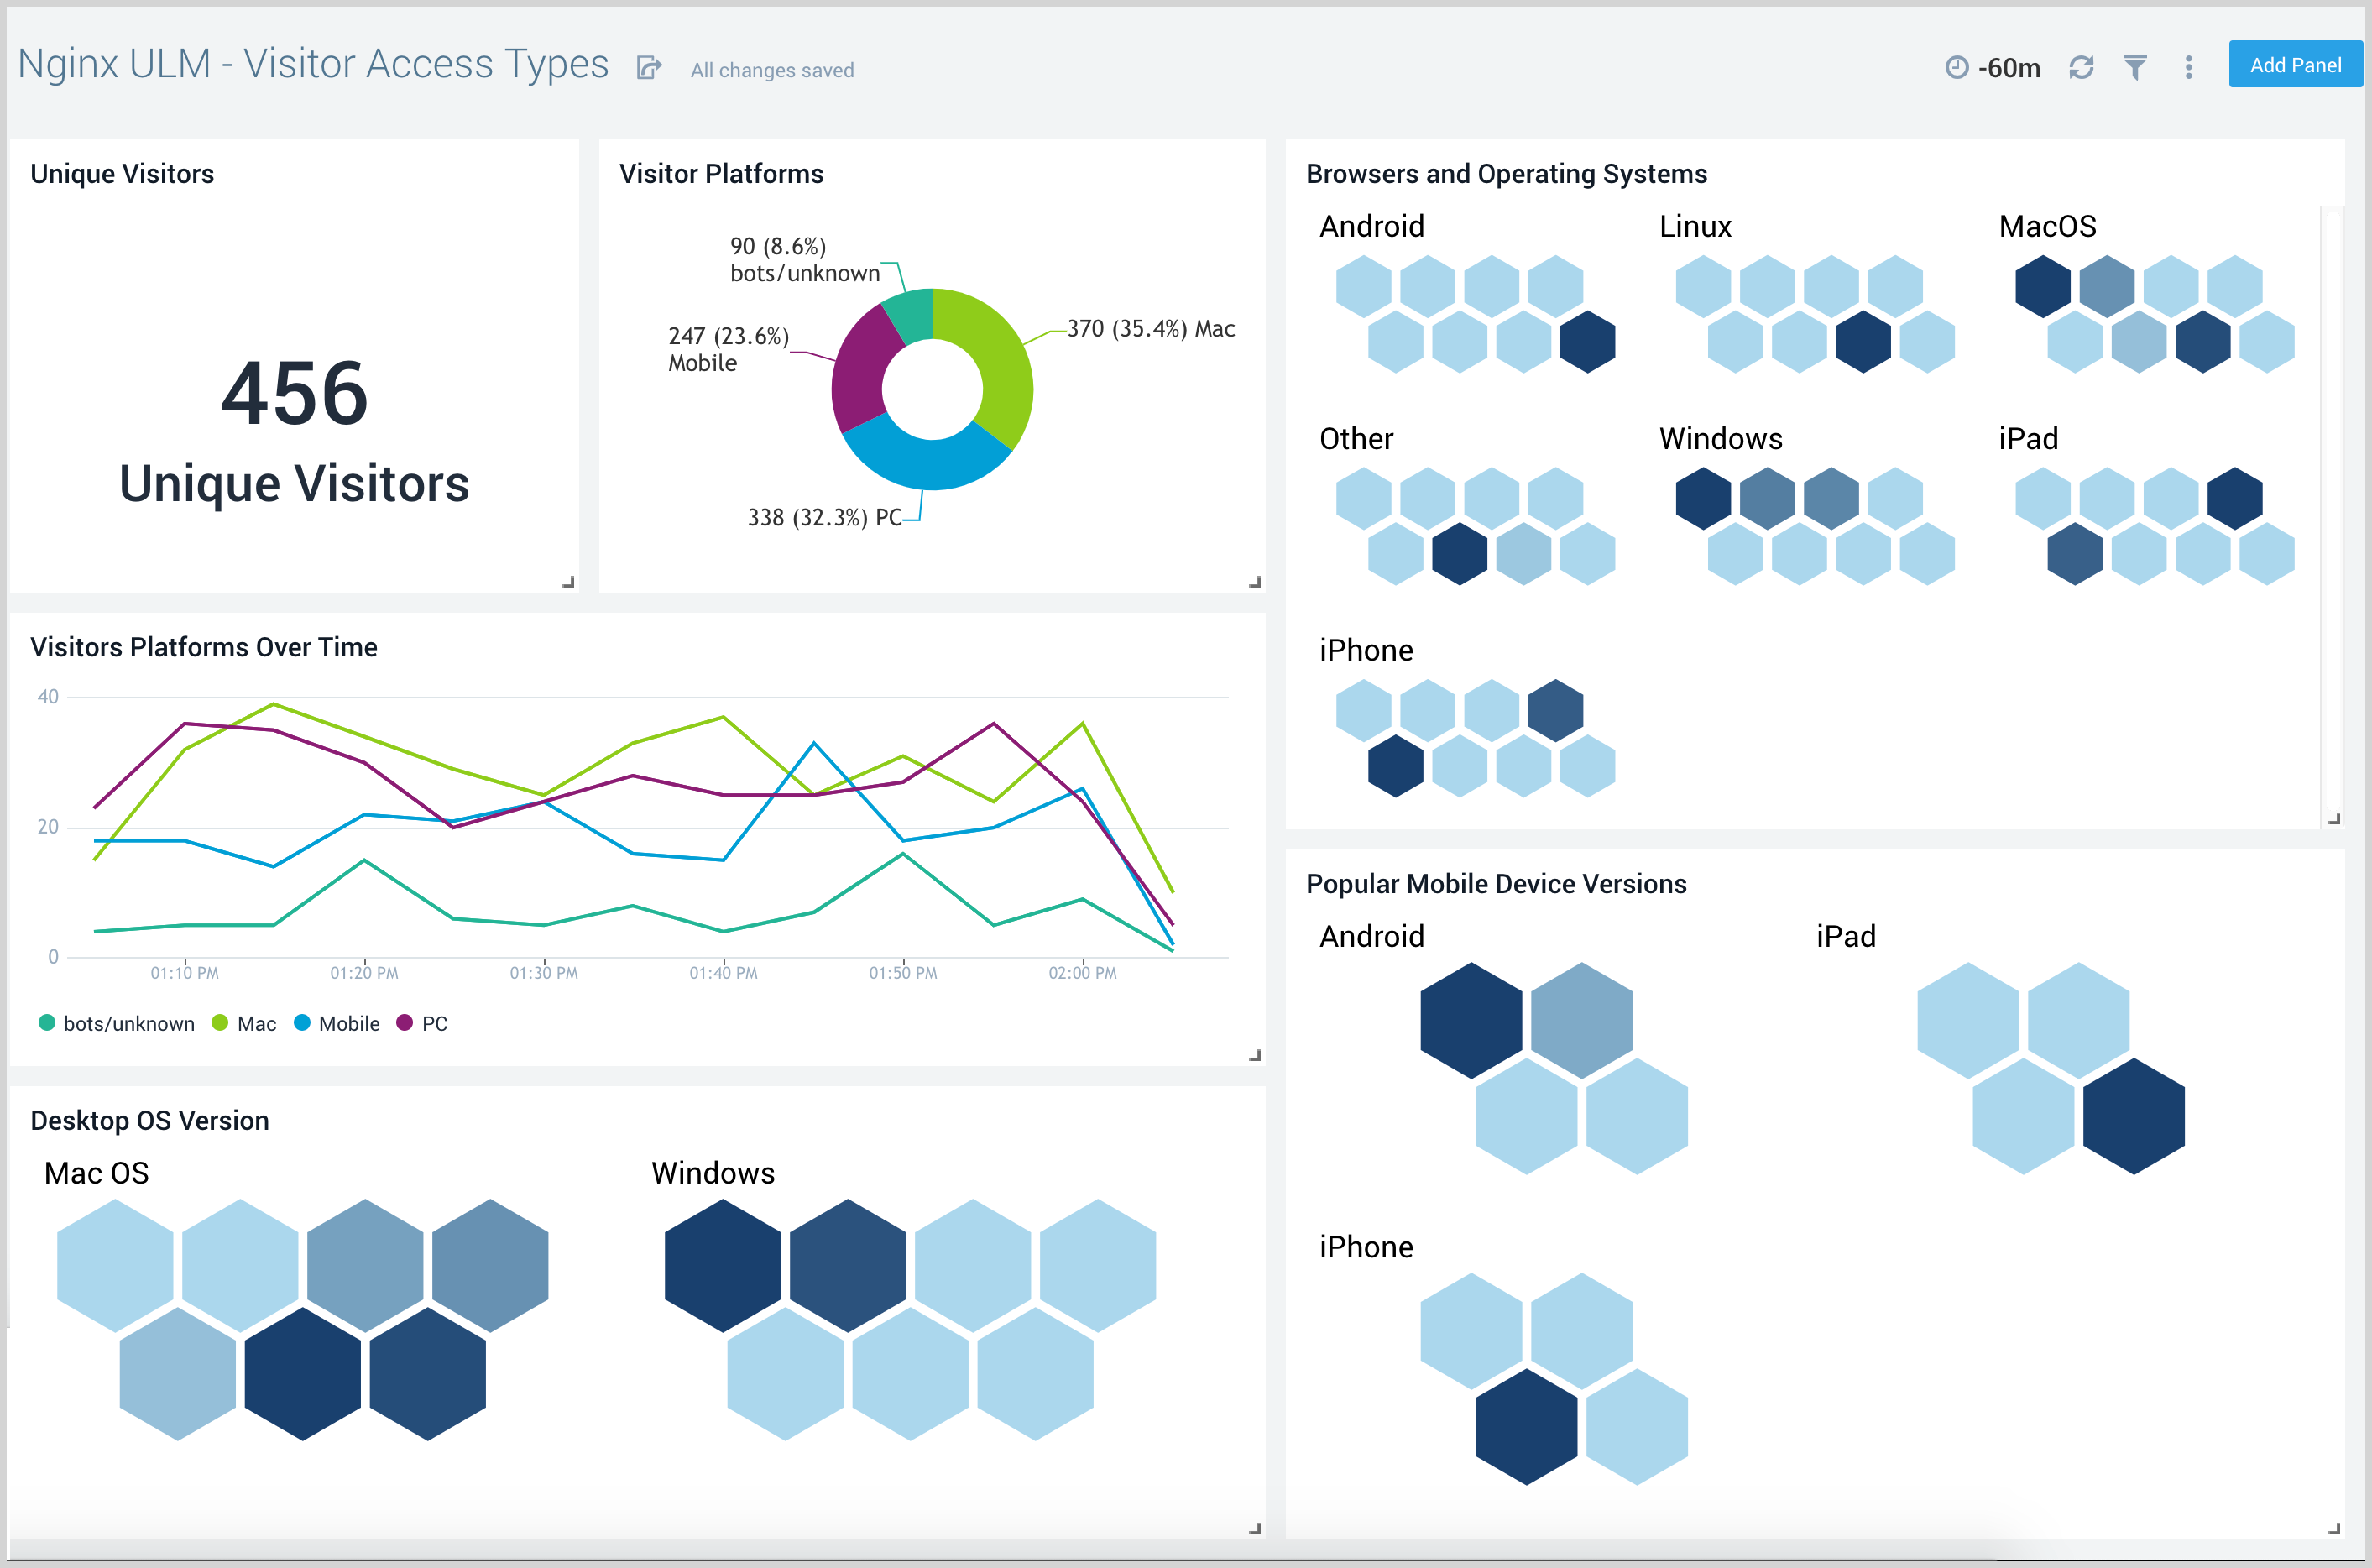 Nginx ULM - Visitor Access Types
All changes saved
-60m
Add Panel
Unique Visitors
456
Unique Visitors
Visitor Platforms
90 (8.6%)
bots/unknown
247 (23.6%)
Mobile
370 (35.4%) Mac
338 (32.3%) PC
Browsers and Operating Systems
Android
Linux
MacOS
Other
Windows
iPad
iPhone
Visitors Platforms Over Time
40
20
0
01:10 PM
01:20 PM
01:30 PM
01:40 PM
01:50 PM
02:00 PM
bots/unknown
Mac
Mobile
PC
Popular Mobile Device Versions
Android
iPad
iPhone
Desktop OS Version
Mac OS
Windows